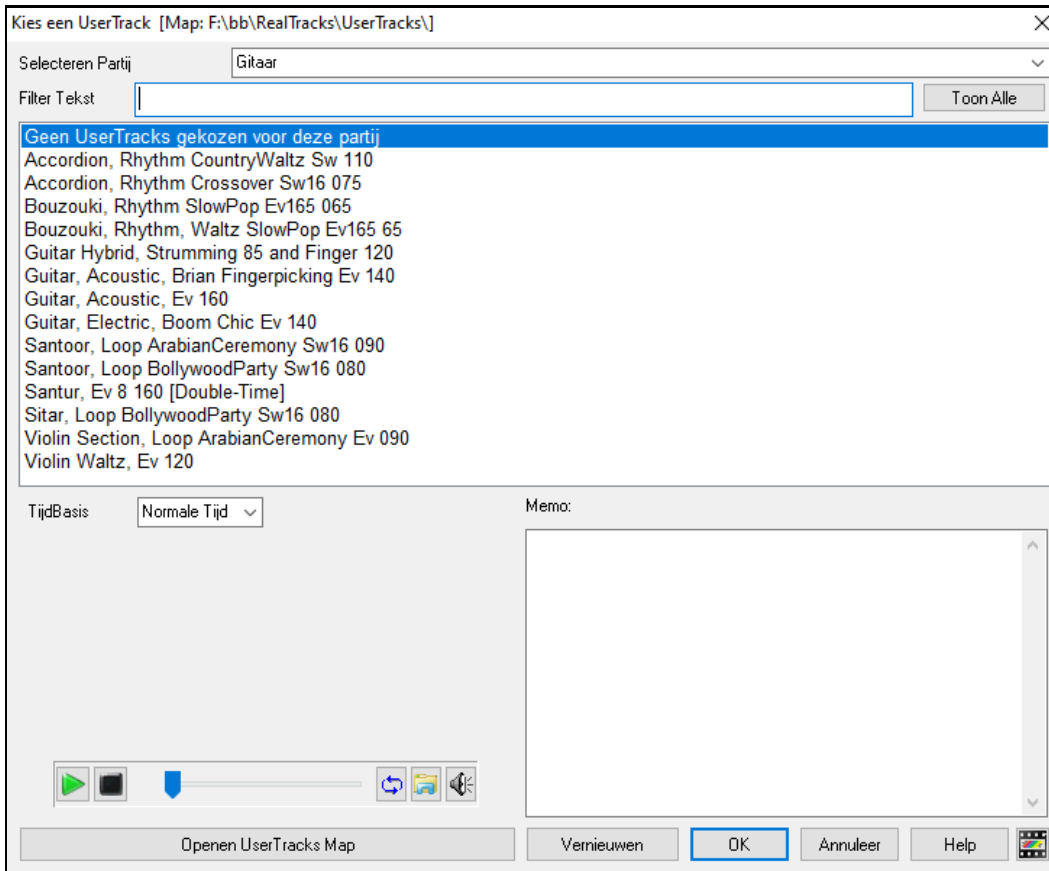 Kies een UserTrack [Map: F:\bb\RealTracks\UserTracks\]
Selecteren Partij Gitaar
Filter Tekst Toon Alle
Geen UserTracks gekozen voor deze partij
Accordion, Rhythm CountryWaltz Sw 110
Accordion, Rhythm Crossover Sw16 075
Bouzouki, Rhythm SlowPop Ev165 065
Bouzouki, Rhythm, Waltz SlowPop Ev165 65
Guitar Hybrid, Strumming 85 and Finger 120
Guitar, Acoustic, Brian Fingerpicking Ev 140
Guitar, Acoustic, Ev 160
Guitar, Electric, Boom Chic Ev 140
Santoor, Loop ArabianCeremony Sw16 090
Santoor, Loop BollywoodParty Sw16 080
Santur, Ev 8 160 [Double-Time]
Sitar, Loop BollywoodParty Sw16 080
Violin Section, Loop ArabianCeremony Ev 090
Violin Waltz, Ev 120
TijdBasis Normale Tijd Memo:
Openen UserTracks Map Vernieuwen OK Annuleer Help